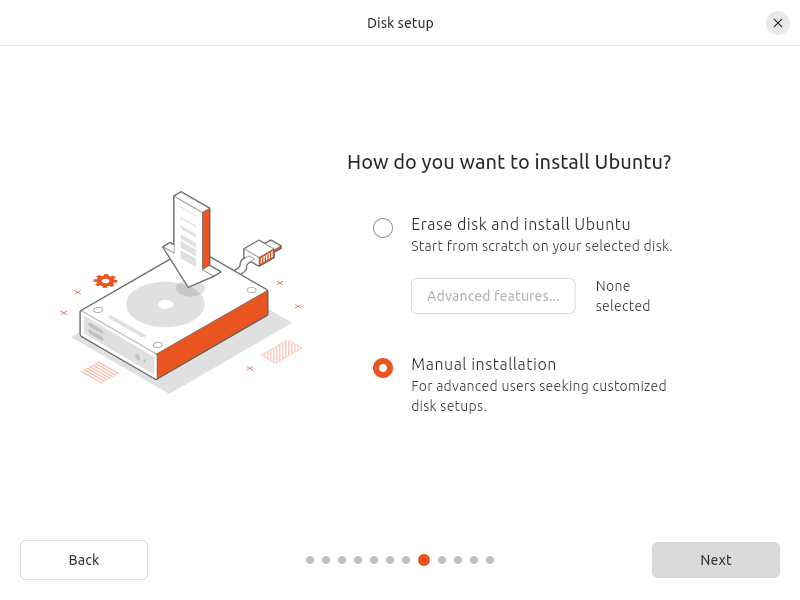 Disk setup
How do you want to install Ubuntu?
Erase disk and install Ubuntu
Start from scratch on your selected disk.
Advanced features...
None
selected
Manual installation
For advanced users seeking customized
disk setups.
Back
Next